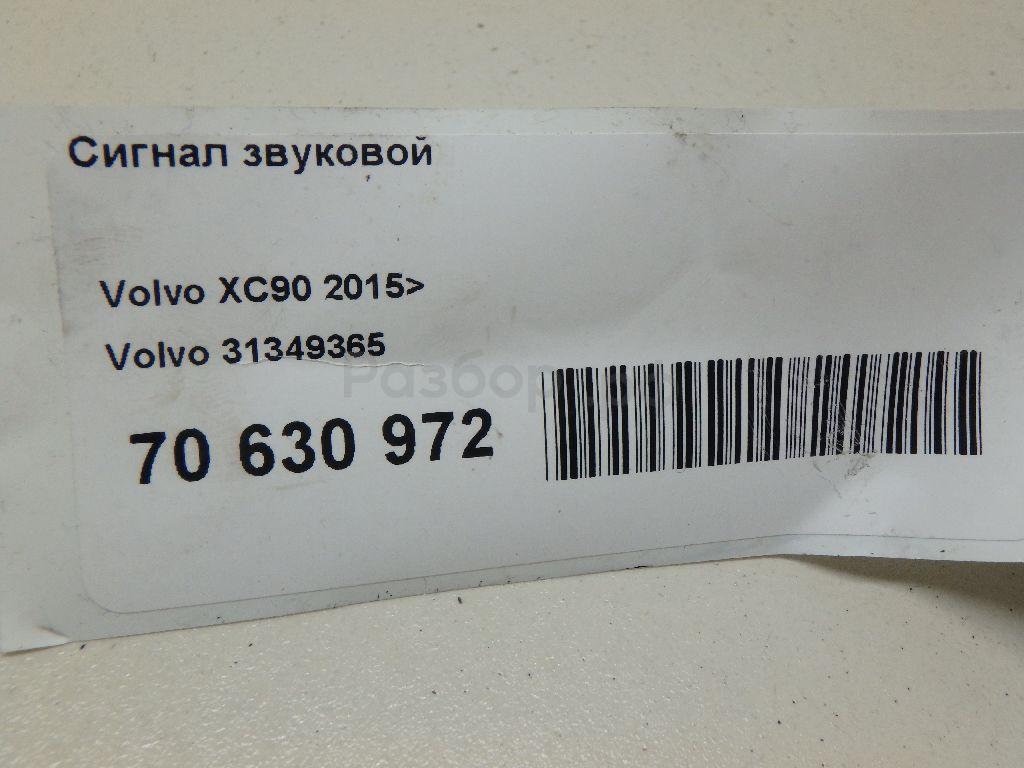 Сигнал звуковой
Volvo XC90 2015>
Volvo 31349365
70 630 972